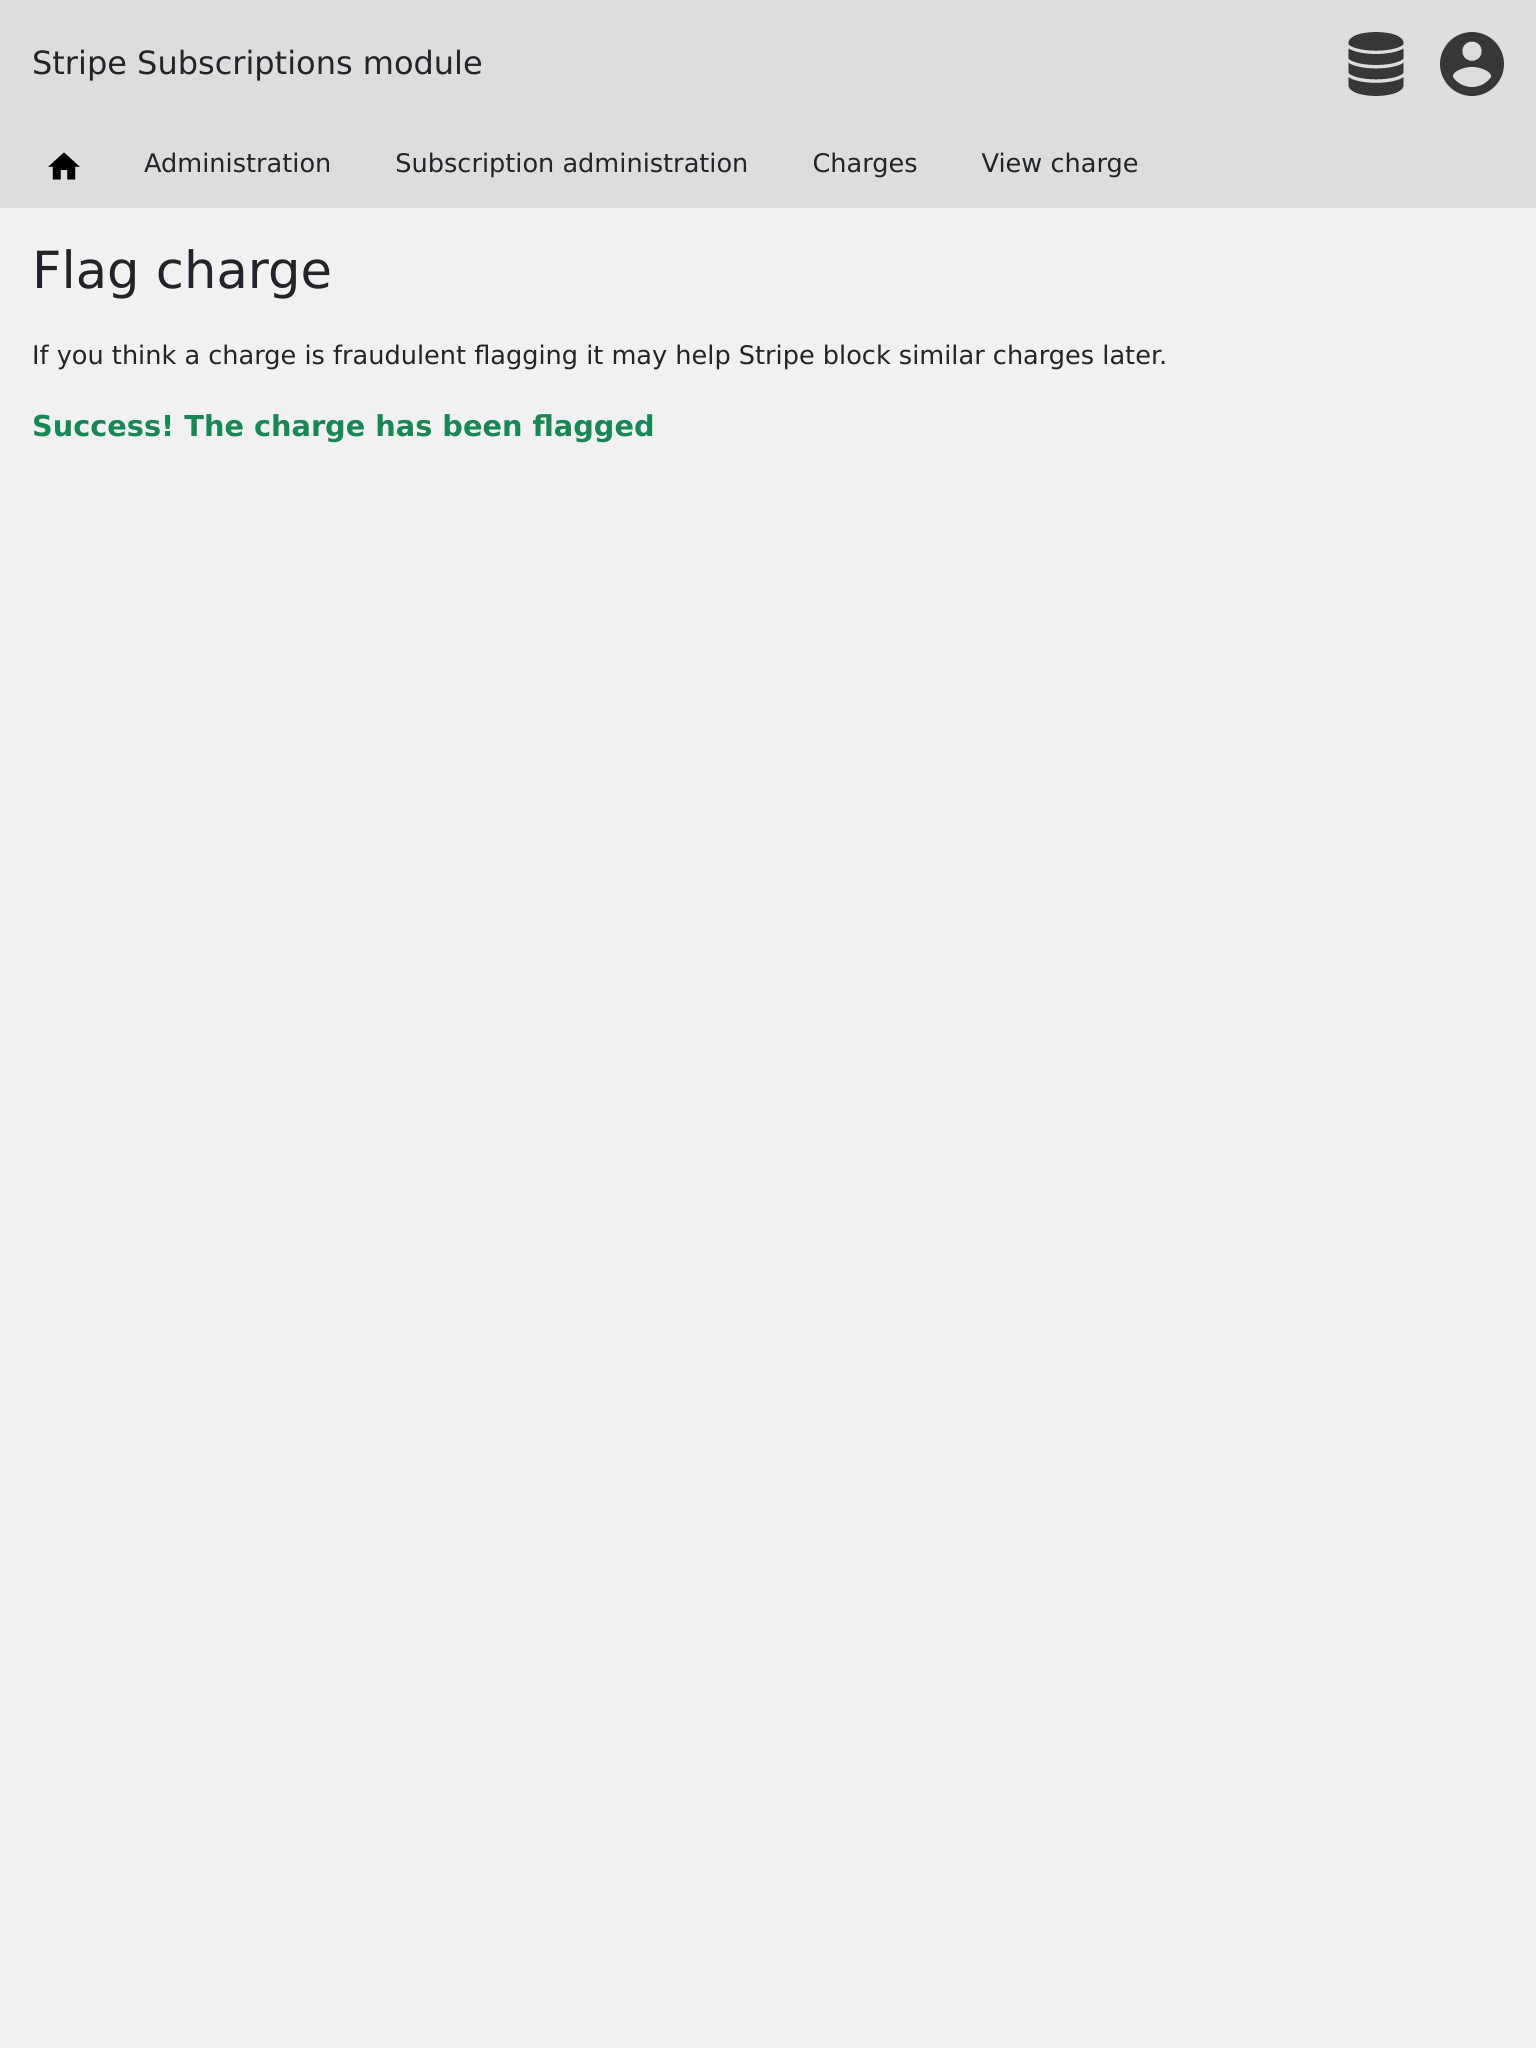 Stripe Subscriptions module
Administration Subscription administration Charges View charge
Flag charge
If you think a charge is fraudulent flagging it may help Stripe block similar charges later.
Success! The charge has been flagged